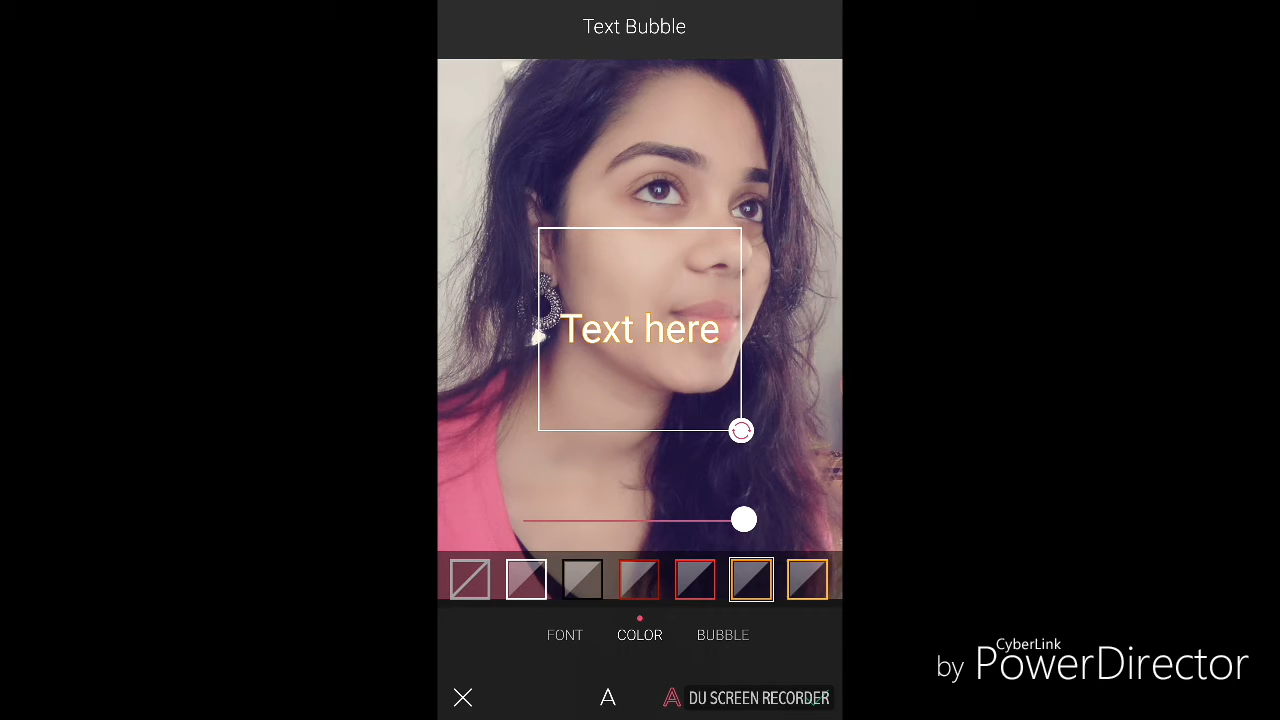 Text Bubble
Text here
FONT COLOR BUBBLE
A A DU SCREEN RECORDER
CyberLink
by PowerDirector